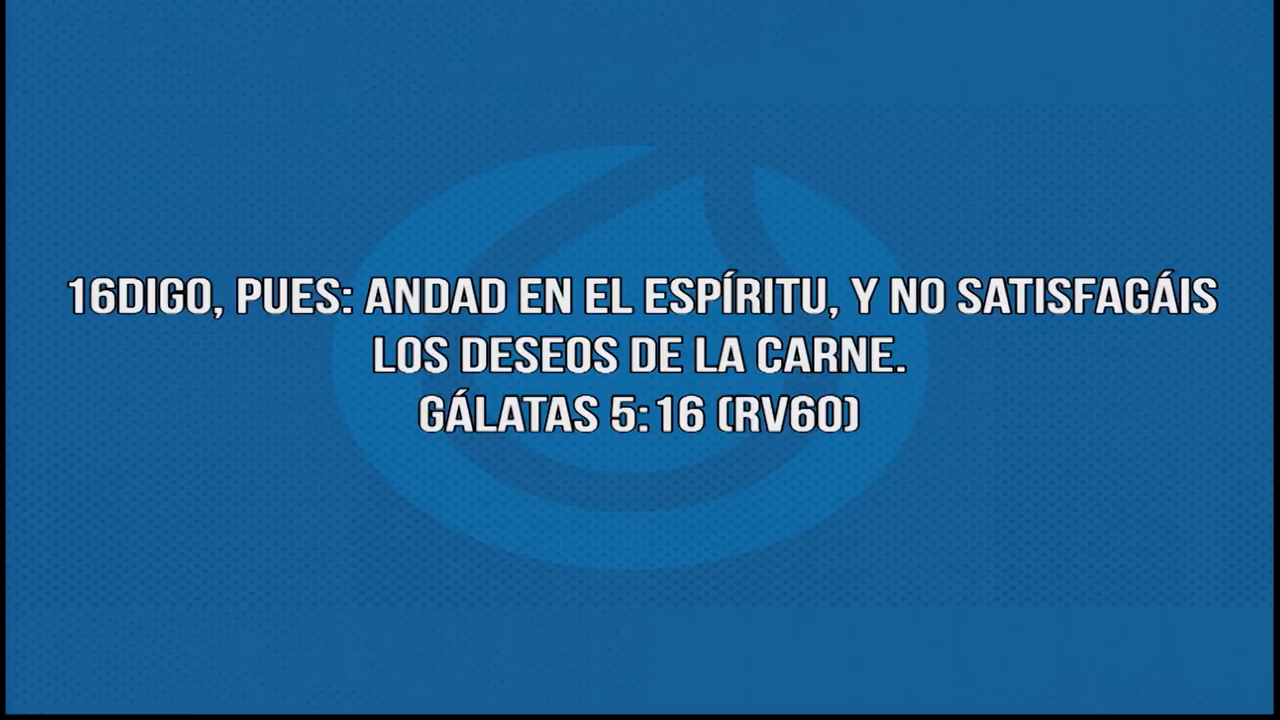 16DIGO, PUES: ANDAD EN EL ESPÍRITU, Y NO SATISFAGÁIS
LOS DESEOS DE LA CARNE.
GÁLATAS 5:16 (RV60)